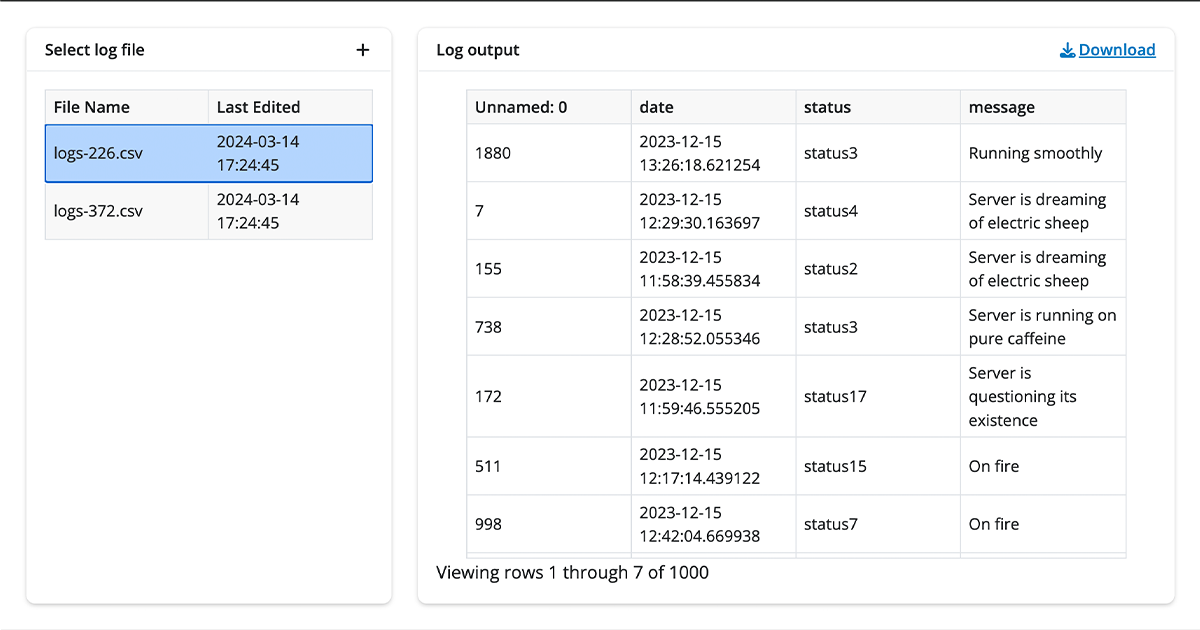 Select log file
+
File Name Last Edited
logs-226.csv 2024-03-14
17:24:45
logs-372.csv 2024-03-14
17:24:45
Log output
Download
Unnamed: 0 date status message
1880 2023-12-15
13:26:18.621254 status3 Running smoothly
7 2023-12-15
12:29:30.163697 status4 Server is dreaming
of electric sheep
155 2023-12-15
11:58:39.455834 status2 Server is dreaming
of electric sheep
738 2023-12-15
12:28:52.055346 status3 Server is running on
pure caffeine
172 2023-12-15
11:59:46.555205 status17 Server is
questioning its
existence
511 2023-12-15
12:17:14.439122 status15 On fire
998 2023-12-15
12:42:04.669938 status7 On fire
Viewing rows 1 through 7 of 1000